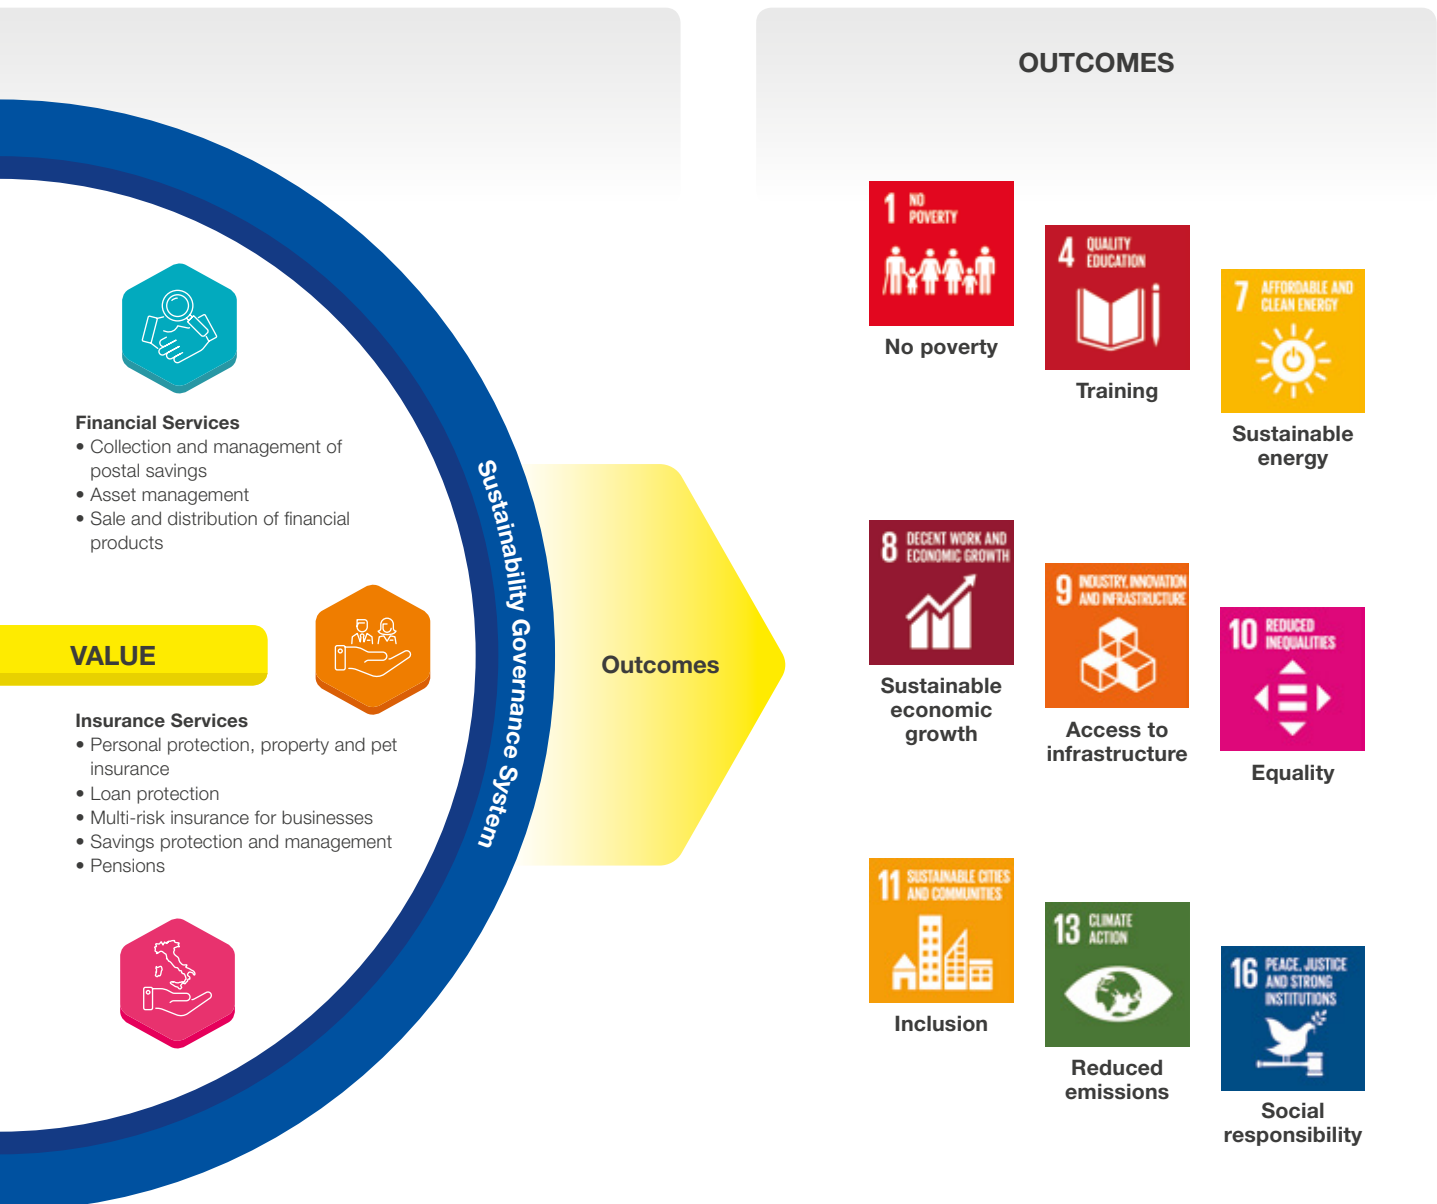 OUTCOMES
Financial Services
• Collection and management of
postal savings
• Asset management
• Sale and distribution of financial
products
VALUE
Insurance Services
• Personal protection, property and pet
insurance
• Loan protection
• Multi-risk insurance for businesses
• Savings protection and management
• Pensions
Sustainability Governance System
Outcomes
1 NO
POVERTY
No poverty
4 QUALITY
EDUCATION
Training
7 AFFORDABLE AND
CLEAN ENERGY
Sustainable
energy
8 DECENT WORK AND
ECONOMIC GROWTH
Sustainable
economic
growth
9 INDUSTRY, INNOVATION
AND INFRASTRUCTURE
Access to
infrastructure
10 REDUCED
INEQUALITIES
Equality
11 SUSTAINABLE CITIES
AND COMMUNITIES
Inclusion
13 CLIMATE
ACTION
Reduced
emissions
16 PEACE, JUSTICE
AND STRONG
INSTITUTIONS
Social
responsibility